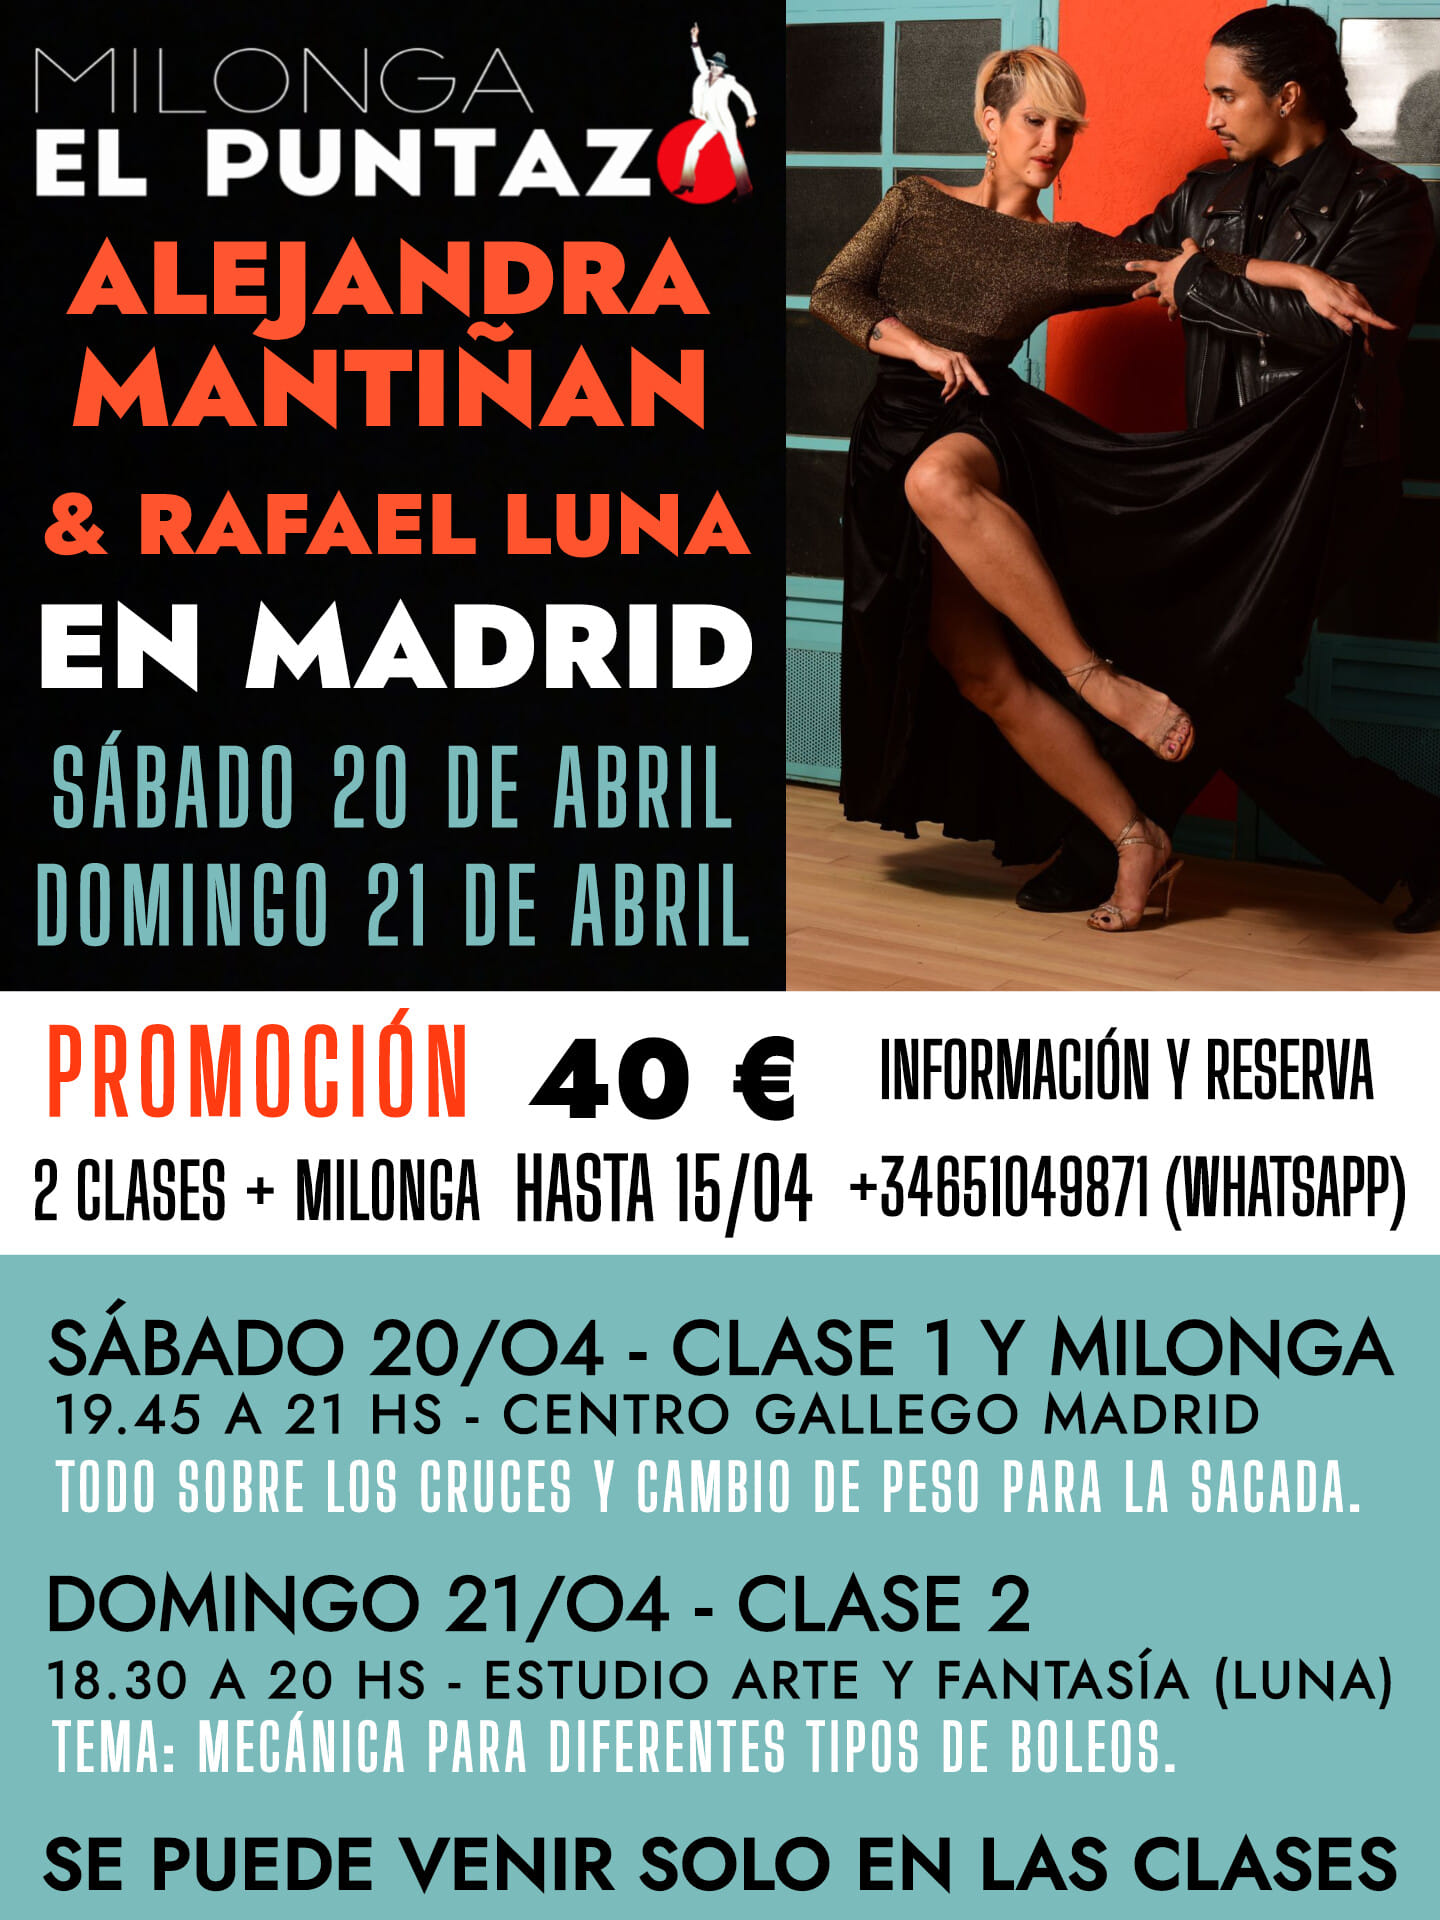 MILONGA
EL PUNTAZO
ALEJANDRA
MANTIÑAN
& RAFAEL LUNA
EN MADRID
SÁBADO 20 DE ABRIL
DOMINGO 21 DE ABRIL
PROMOCIÓN 40 € INFORMACIÓN Y RESERVA
2 CLASES + MILONGA HASTA 15/04 +34651049871 (WHATSAPP)
SÁBADO 20/04 - CLASE 1 Y MILONGA
19.45 A 21 HS - CENTRO GALLEGO MADRID
TODO SOBRE LOS CRUCES Y CAMBIO DE PESO PARA LA SACADA.
DOMINGO 21/04 - CLASE 2
18.30 A 20 HS - ESTUDIO ARTE Y FANTASÍA (LUNA)
TEMA: MECÁNICA PARA DIFERENTES TIPOS DE BOLEOS.
SE PUEDE VENIR SOLO EN LAS CLASES